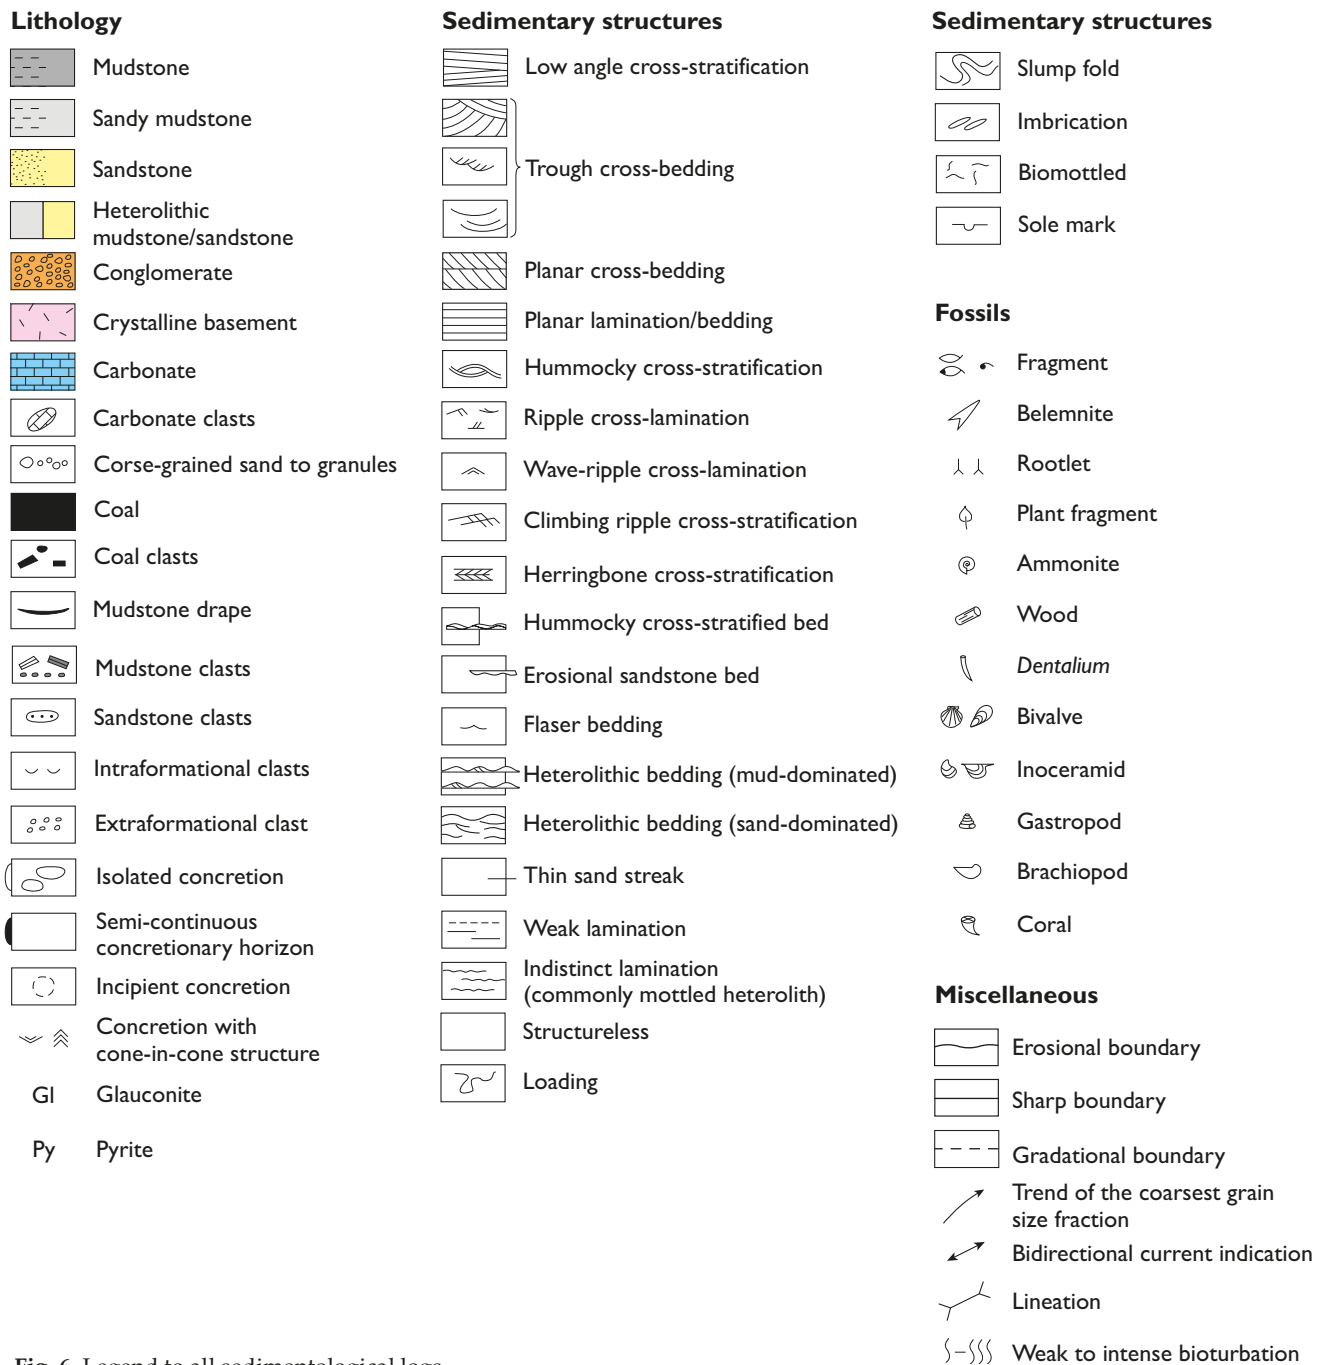 Lithology
Mudstone
Sandy mudstone
Sandstone
Heterolithic
mudstone/sandstone
Conglomerate
Crystalline basement
Carbonate
Carbonate clasts
Corse-grained sand to granules
Coal
Coal clasts
Mudstone drape
Mudstone clasts
Sandstone clasts
Intraformational clasts
Extraformational clast
Isolated concretion
Semi-continuous
concretionary horizon
Incipient concretion
Concretion with
cone-in-cone structure
Gl Glauconite
Py Pyrite
Sedimentary structures
Low angle cross-stratification
Trough cross-bedding
Planar cross-bedding
Planar lamination/bedding
Hummocky cross-stratification
Ripple cross-lamination
Wave-ripple cross-lamination
Climbing ripple cross-stratification
Herringbone cross-stratification
Hummocky cross-stratified bed
Erosional sandstone bed
Flaser bedding
Heterolithic bedding (mud-dominated)
Heterolithic bedding (sand-dominated)
Thin sand streak
Weak lamination
Indistinct lamination
(commonly mottled heterolith)
Structureless
Loading
Sedimentary structures
Slump fold
Imbrication
Biomottled
Sole mark
Fossils
Fragment
Belemnite
Rootlet
Plant fragment
Ammonite
Wood
Dentalium
Bivalve
Inoceramid
Gastropod
Brachiopod
Coral
Miscellaneous
Erosional boundary
Sharp boundary
Gradational boundary
Trend of the coarsest grain
size fraction
Bidirectional current indication
Lineation
Weak to intense bioturbation
Fig. 6. Legend to all sedimentological logs